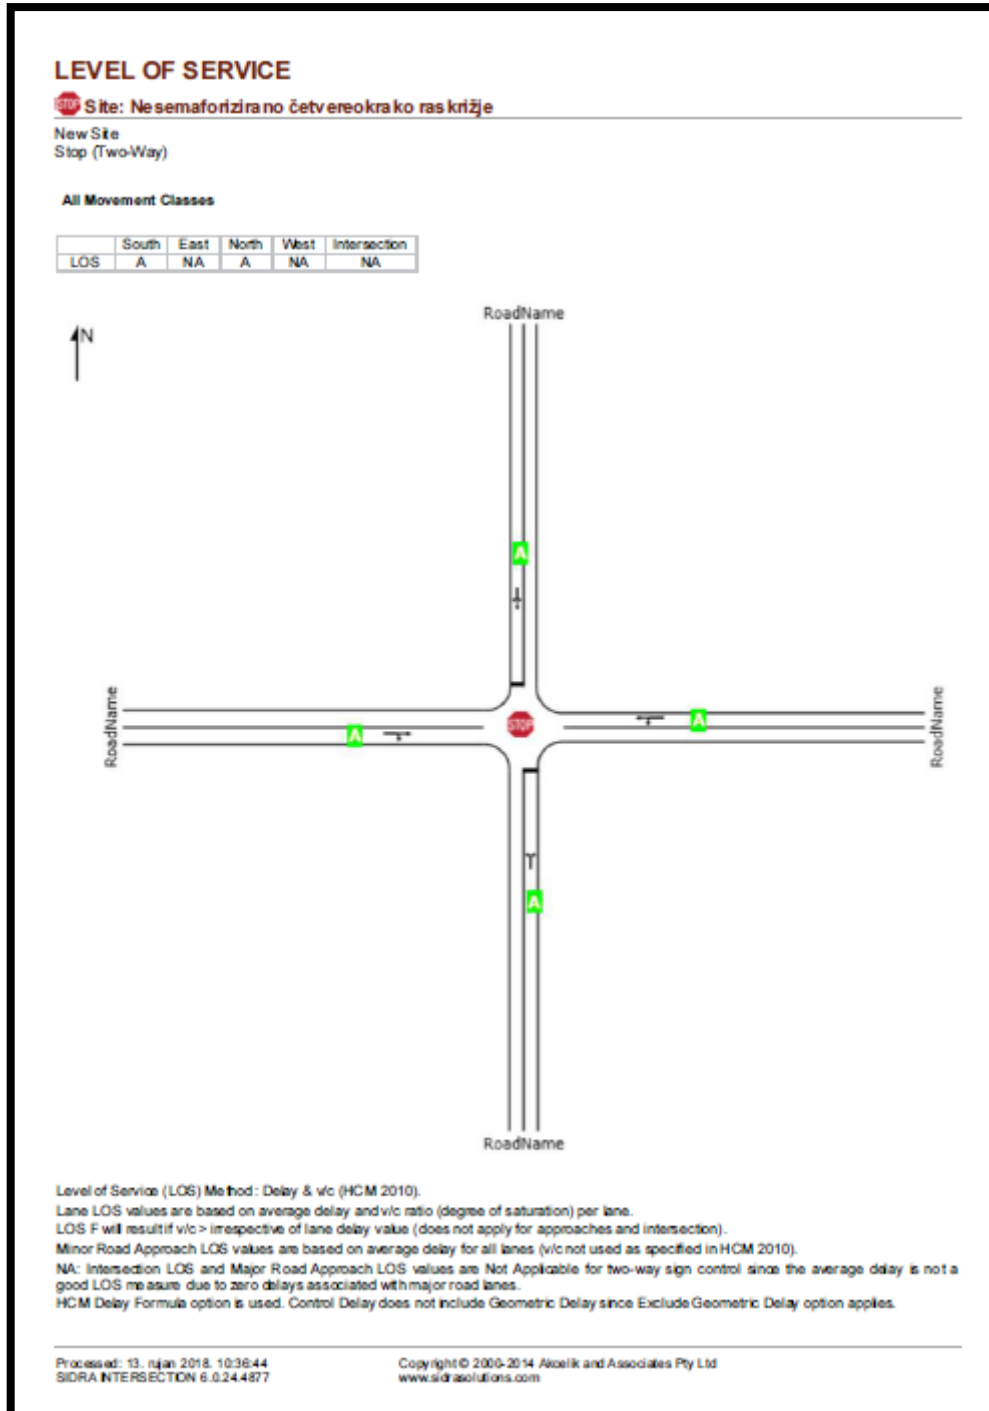 LEVEL OF SERVICE
STOP Site: Nesemaforizirano četvereokrako raskrižje
New Site
Stop (Two-Way)
All Movement Classes
South East North West Intersection
LOS A NA A NA NA
RoadName
N
A
RoadName
A
STOP
A
RoadName
A
RoadName
Level of Service (LOS) Method: Delay & v/c (HCM 2010).
Lane LOS values are based on average delay and v/c ratio (degree of saturation) per lane.
LOS F will result if v/c > irrespective of lane delay value (does not apply for approaches and intersection).
Minor Road Approach LOS values are based on average delay for all lanes (v/c not used as specified in HCM 2010).
NA: Intersection LOS and Major Road Approach LOS values are Not Applicable for two-way sign control since the average delay is not a
good LOS measure due to zero delays associated with major road lanes.
HCM Delay Formula option is used. Control Delay does not include Geometric Delay since Exclude Geometric Delay option applies.
Processed: 13. rujan 2018. 10:36:44
SIDRA INTERSECTION 6.0.24.4877
Copyright © 2000-2014 Akcelik and Associates Pty Ltd
www.sidrasolutions.com